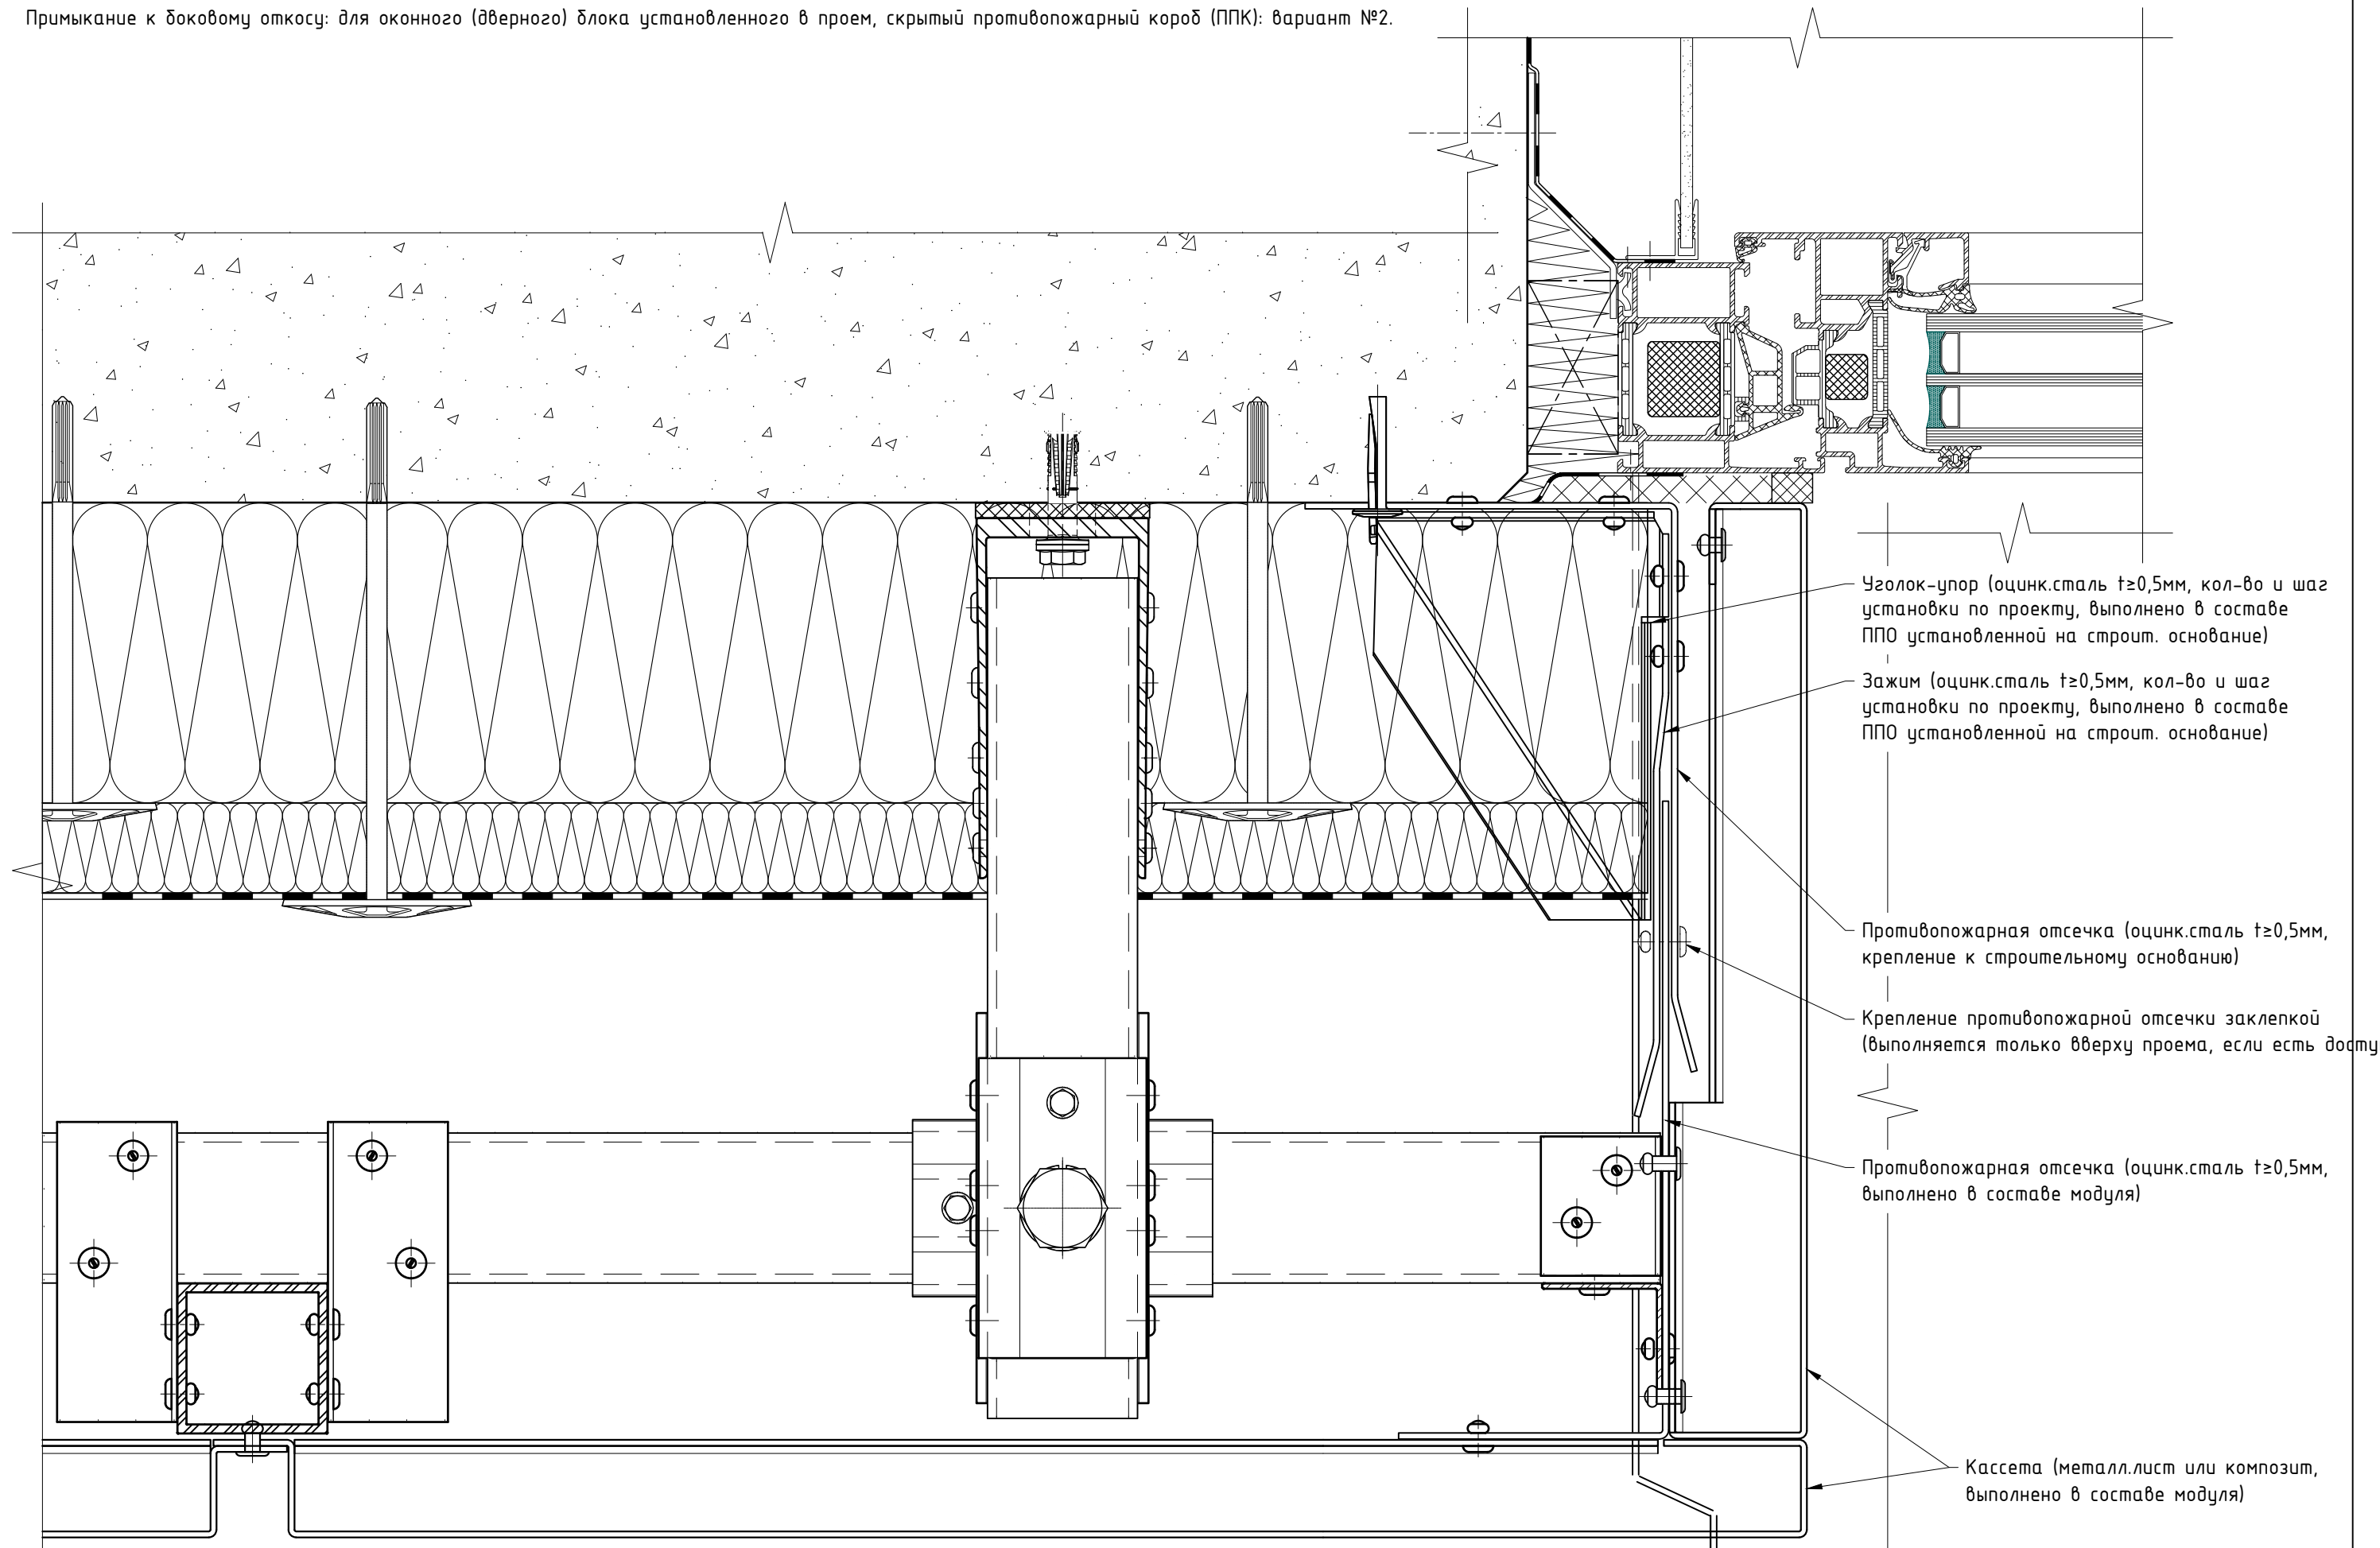 Примыкание к боковому откосу: для оконного (дверного) блока установленного в проем, скрытый противопожарный короб (ППК): вариант №2.
Уголок-упор (оцинк.сталь t≥0,5мм, кол-во и шаг
установки по проекту, выполнено в составе
ППО установленной на строит. основание)
Зажим (оцинк.сталь t≥0,5мм, кол-во и шаг
установки по проекту, выполнено в составе
ППО установленной на строит. основание)
Противопожарная отсечка (оцинк.сталь t≥0,5мм,
крепление к строительному основанию)
Крепление противопожарной отсечки заклепкой
(выполняется только вверху проема, если есть досту
Противопожарная отсечка (оцинк.сталь t≥0,5мм,
выполнено в составе модуля)
Кассета (металл.лист или композит,
выполнено в составе модуля)